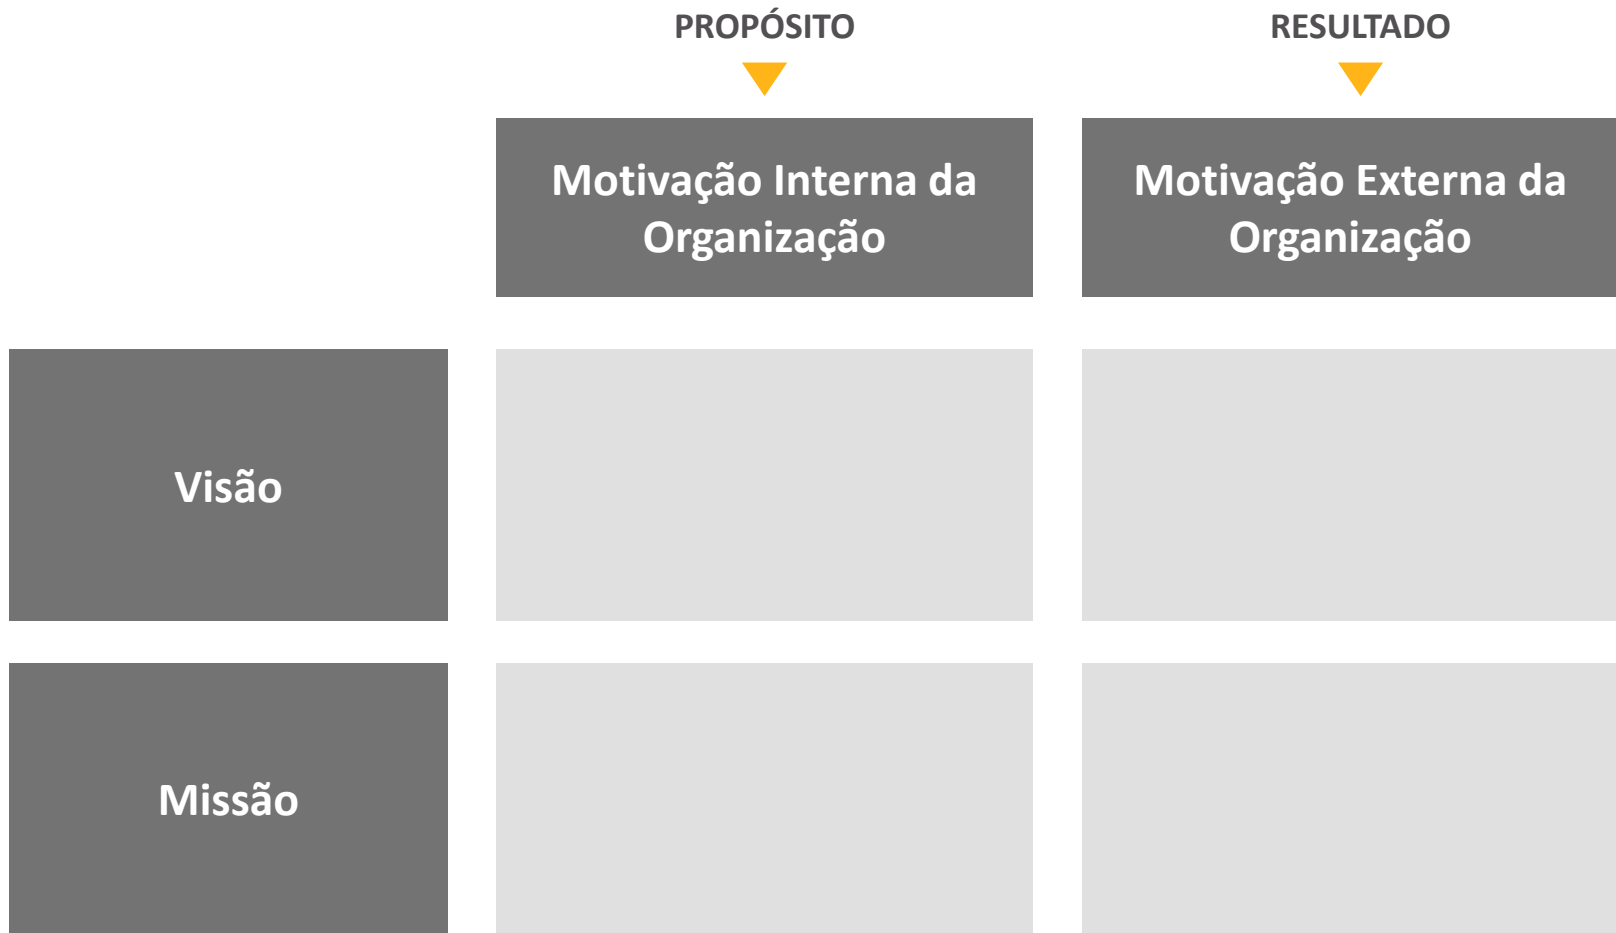 PROPÓSITO
RESULTADO
Motivação Interna da
Organização
Motivação Externa da
Organização
Visão
Missão